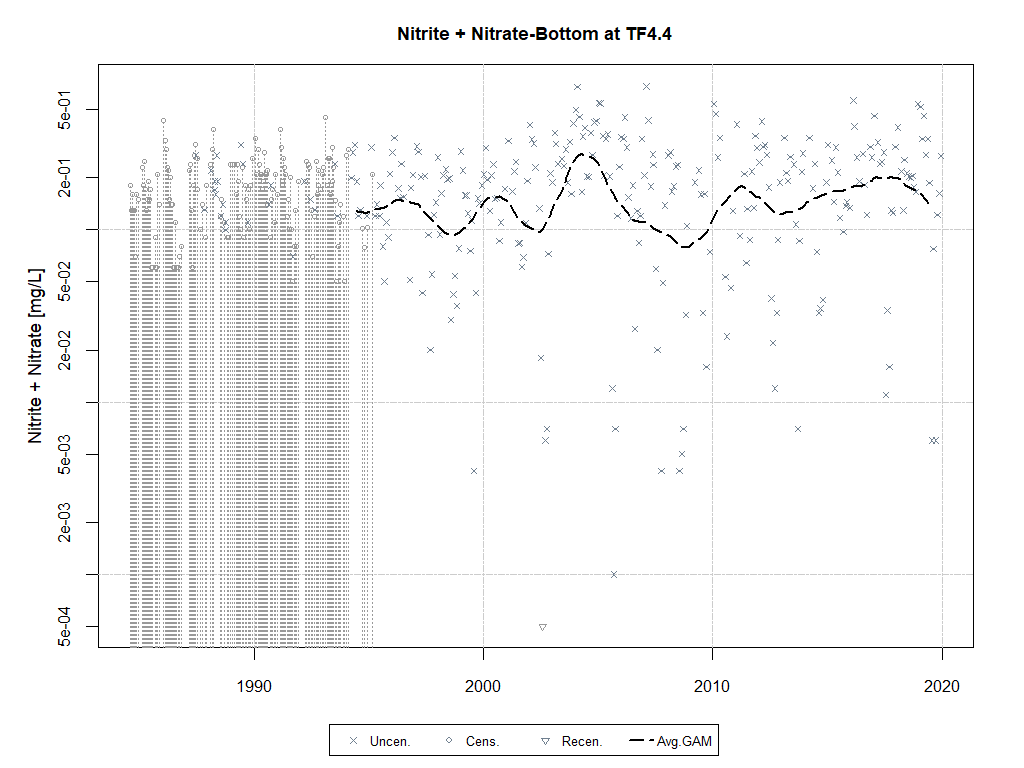 Nitrite + Nitrate-Bottom at TF4.4
Nitrite + Nitrate [mg/L]
5e-01
2e-01
5e-02
2e-02
5e-03
2e-03
5e-04
1990
2000
2010
2020
Uncen. Cens. Recen. Avg.GAM